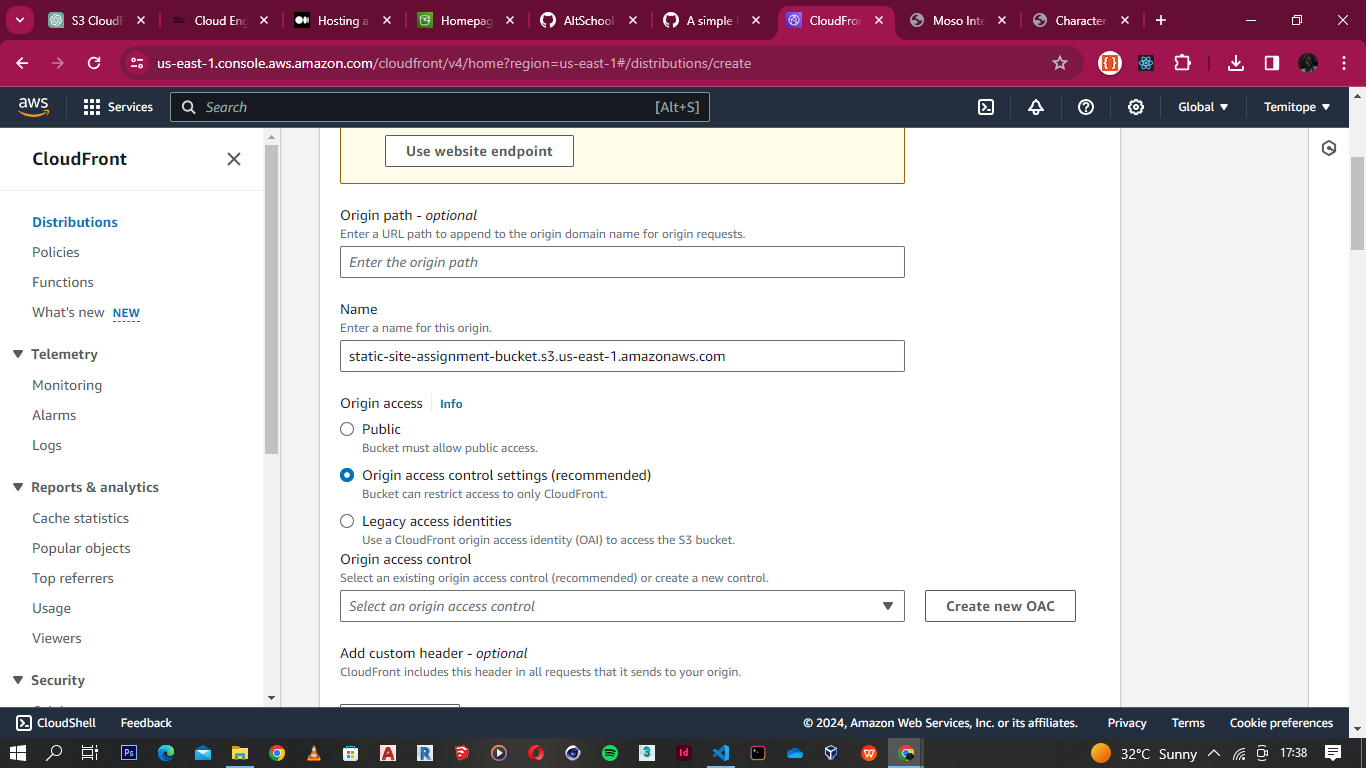 S3 CloudF
Cloud Eng
Hosting a
Homepag
AltSchool
A simple
CloudFro
Moso Inte
Character
us-east-1.console.aws.amazon.com/cloudfront/v4/home?region=us-east-1#/distributions/create
aws
Services
Search
[Alt+S]
Global
Temitope
CloudFront
Distributions
Policies
Functions
What's new NEW
Telemetry
Monitoring
Alarms
Logs
Reports & analytics
Cache statistics
Popular objects
Top referrers
Usage
Viewers
Security
Use website endpoint
Origin path - optional
Enter a URL path to append to the origin domain name for origin requests.
Enter the origin path
Name
Enter a name for this origin.
static-site-assignment-bucket.s3.us-east-1.amazonaws.com
Origin access Info
Public
Bucket must allow public access.
Origin access control settings (recommended)
Bucket can restrict access to only CloudFront.
Legacy access identities
Use a CloudFront origin access identity (OAI) to access the S3 bucket.
Origin access control
Select an existing origin access control (recommended) or create a new control.
Select an origin access control
Create new OAC
Add custom header - optional
CloudFront includes this header in all requests that it sends to your origin.
CloudShell
Feedback
© 2024, Amazon Web Services, Inc. or its affiliates.
Privacy
Terms
Cookie preferences
32°C Sunny
17:38